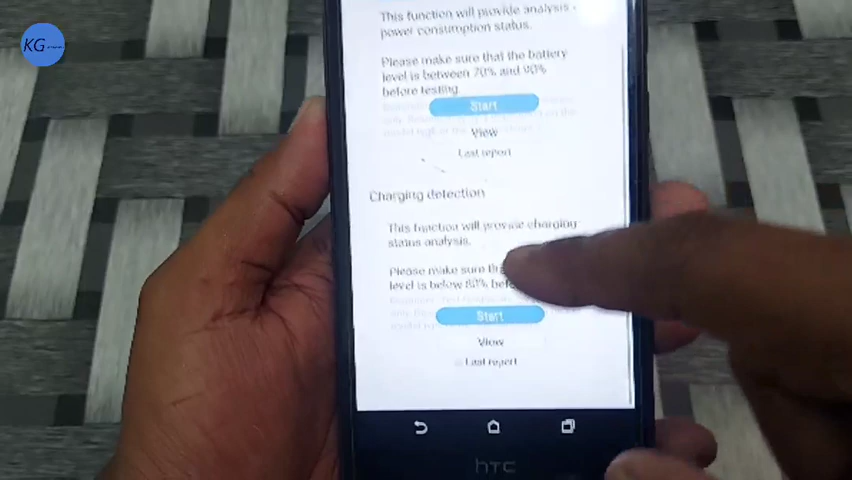 KG
This function will provide analysis
power consumption status.
Please make sure that the battery
level is between 70% and 90%
before testing
Start
View
Last report
Charging detection
This function will provide charging
status analysis.
Please make sure
level is below 80%
Start
View
Last report
hTC